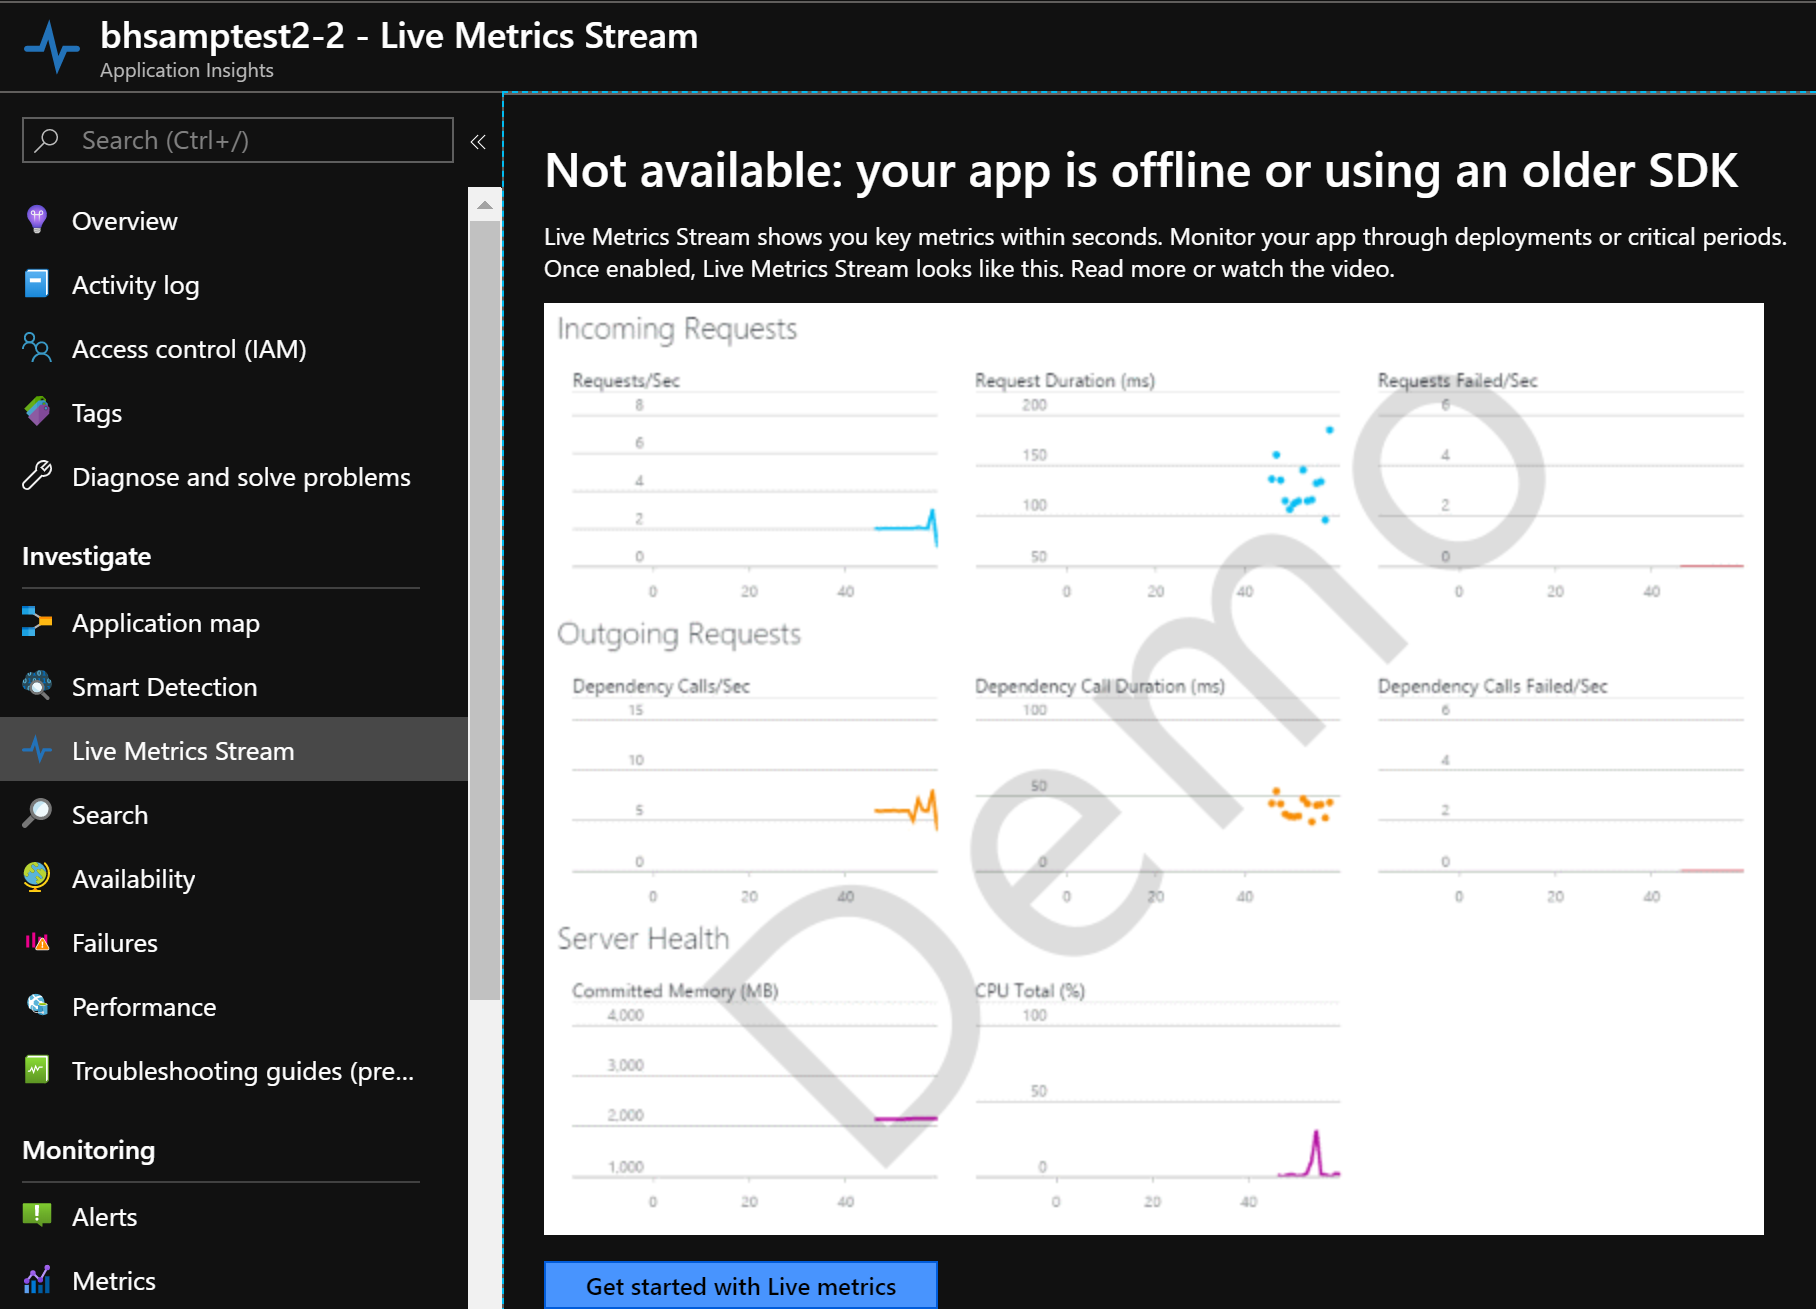 bhsamptest2-2 - Live Metrics Stream
Application Insights
Search (Ctrl+/)
«
Overview
Activity log
Access control (IAM)
Tags
Diagnose and solve problems
Investigate
Application map
Smart Detection
Live Metrics Stream
Search
Availability
Failures
Performance
Troubleshooting guides (pre...
Monitoring
Alerts
Metrics
Not available: your app is offline or using an older SDK
Live Metrics Stream shows you key metrics within seconds. Monitor your app through deployments or critical periods.
Once enabled, Live Metrics Stream looks like this. Read more or watch the video.
Demo
Incoming Requests
Requests/Sec
8
6
4
2
0
0 20 40
Request Duration (ms)
200
150
100
50
0 20 40
Requests Failed/Sec
6
4
2
0
0 20 40
Outgoing Requests
Dependency Calls/Sec
15
10
5
0
0 20 40
Dependency Call Duration (ms)
100
50
0
0 20 40
Dependency Calls Failed/Sec
6
4
2
0
0 20 40
Server Health
Committed Memory (MB)
4,000
3,000
2,000
1,000
0 20 40
CPU Total (%)
100
50
0
0 20 40
Get started with Live metrics